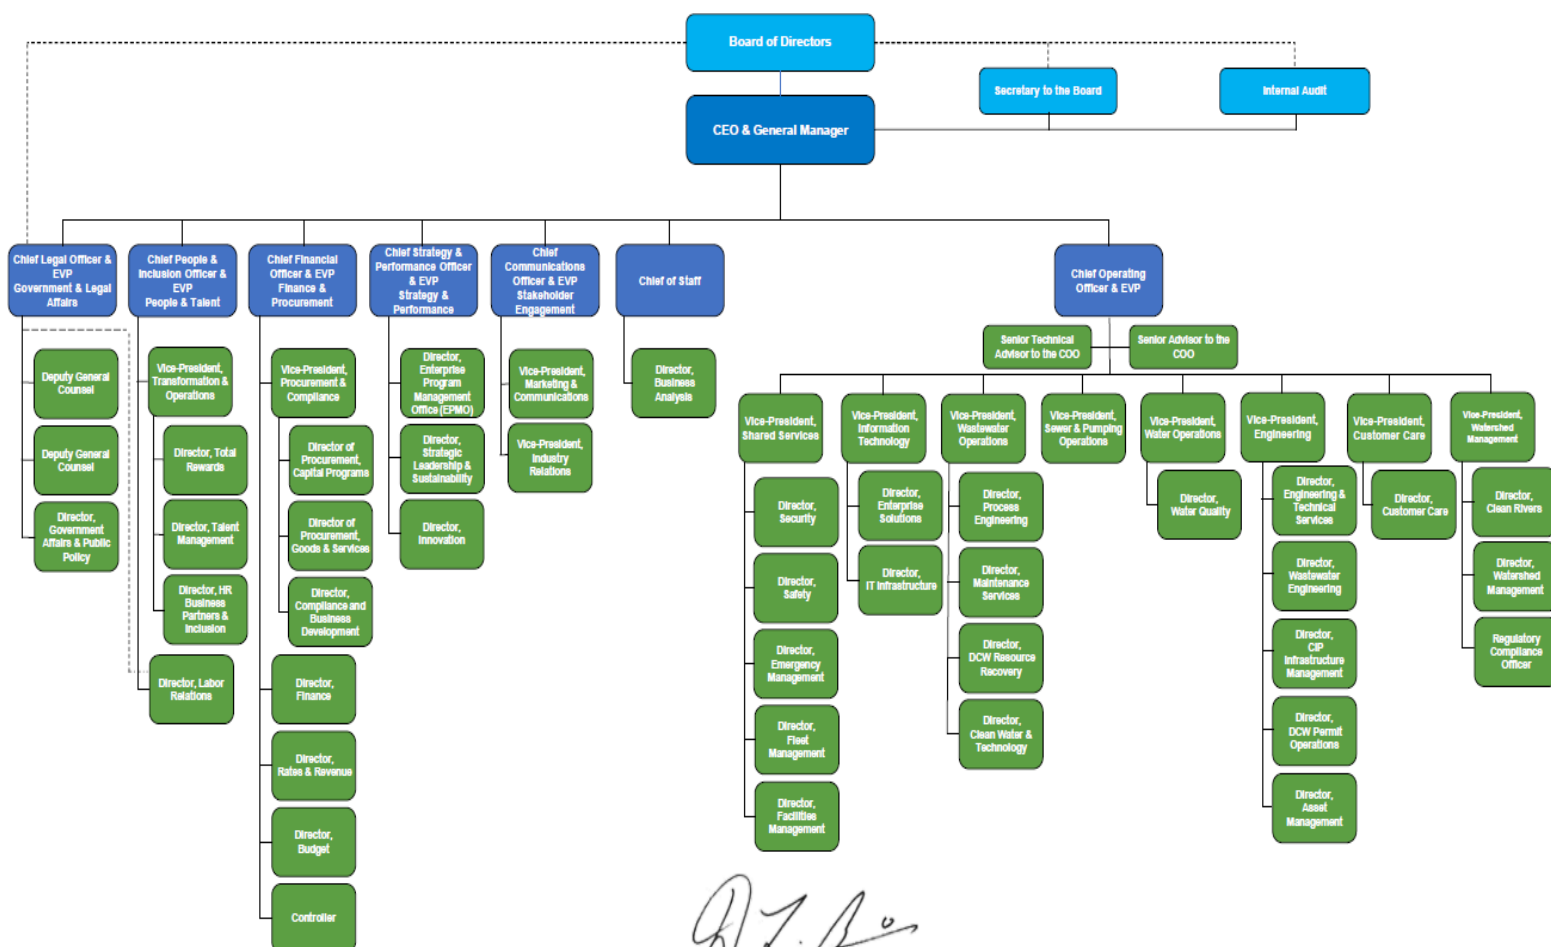 Board of Directors
Secretary to the Board
Internal Audit
CEO & General Manager
Chief Legal Officer &
EVP
Government & Legal
Affairs
Chief People &
Inclusion Officer &
EVP
People & Talent
Chief Financial
Officer & EVP
Finance &
Procurement
Chief Strategy &
Performance Officer
& EVP
Strategy &
Performance
Chief
Communications
Officer & EVP
Stakeholder
Engagement
Chief of Staff
Chief Operating
Officer & EVP
Senior Technical
Advisor to the COO
Senior Advisor to the
COO
Deputy General
Counsel
Deputy General
Counsel
Director,
Government
Affairs & Public
Policy
Vice-President,
Transformation &
Operations
Director, Total
Rewards
Director, Talent
Management
Director, HR
Business
Partners &
Inclusion
Director, Labor
Relations
Vice-President,
Procurement &
Compliance
Director of
Procurement,
Capital Programs
Director of
Procurement,
Goods & Services
Director,
Compliance and
Business
Development
Director,
Finance
Director,
Rates & Revenue
Director,
Budget
Controller
Director,
Enterprise
Program
Management
Office (EPMO)
Director,
Strategic
Leadership &
Sustainability
Director,
Innovation
Vice-President,
Marketing &
Communications
Vice-President,
Industry
Relations
Director,
Business
Analysis
Vice-President,
Shared Services
Director,
Security
Director,
Safety
Director,
Emergency
Management
Director,
Fleet
Management
Director,
Facilities
Management
Vice-President,
Information
Technology
Director,
Enterprise
Solutions
Director,
IT Infrastructure
Vice-President,
Wastewater
Operations
Director,
Process
Engineering
Director,
Maintenance
Services
Director,
DCW Resource
Recovery
Director,
Clean Water &
Technology
Vice-President,
Sewer & Pumping
Operations
Vice-President,
Water Operations
Director,
Water Quality
Vice-President,
Engineering
Director,
Engineering &
Technical
Services
Director,
Wastewater
Engineering
Director,
CIP
Infrastructure
Management
Director,
DCW Permit
Operations
Director,
Asset
Management
Vice-President,
Customer Care
Director,
Customer Care
Vice-President,
Watershed
Management
Director,
Clean Rivers
Director,
Watershed
Management
Regulatory
Compliance
Officer